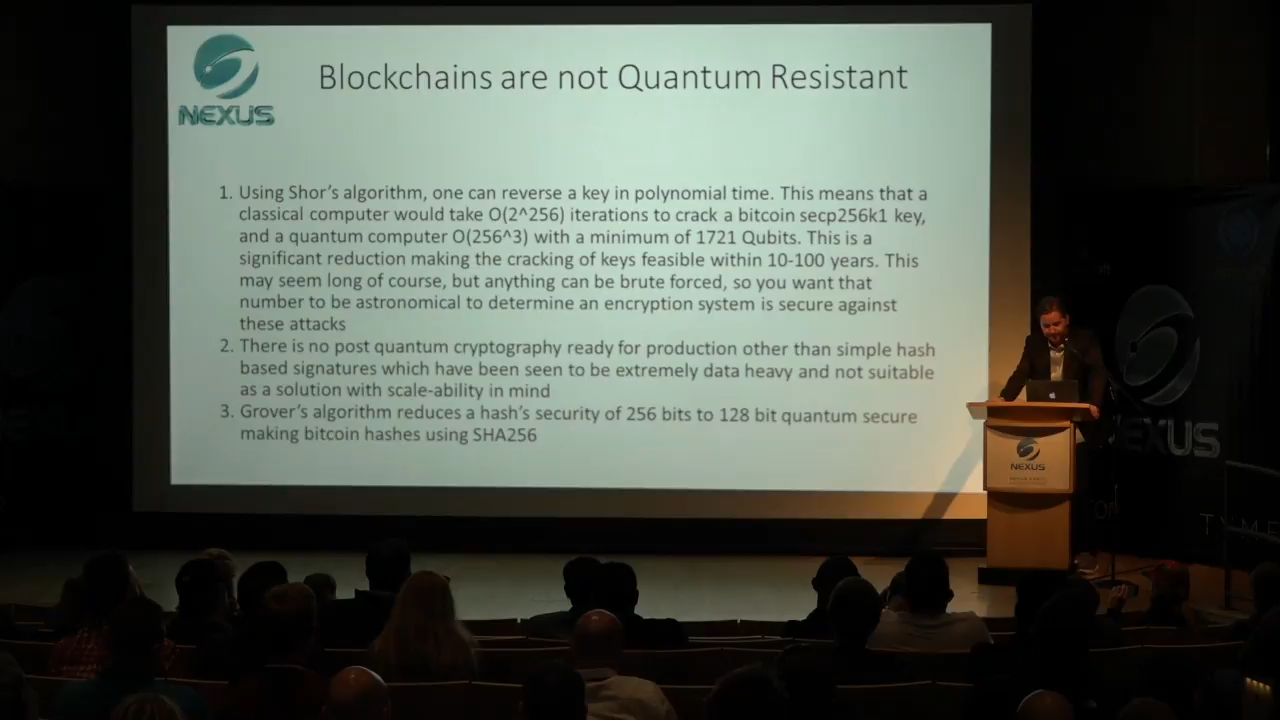 NEXUS
Blockchains are not Quantum Resistant
1. Using Shor's algorithm, one can reverse a key in polynomial time. This means that a
classical computer would take O(2^256) iterations to crack a bitcoin secp256k1 key,
and a quantum computer O(256^3) with a minimum of 1721 Qubits. This is a
significant reduction making the cracking of keys feasible within 10-100 years. This
may seem long of course, but anything can be brute forced, so you want that
number to be astronomical to determine an encryption system is secure against
these attacks
2. There is no post quantum cryptography ready for production other than simple hash
based signatures which have been seen to be extremely data heavy and not suitable
as a solution with scale-ability in mind
3. Grover's algorithm reduces a hash's security of 256 bits to 128 bit quantum secure
making bitcoin hashes using SHA256
NEXUS
EXUS